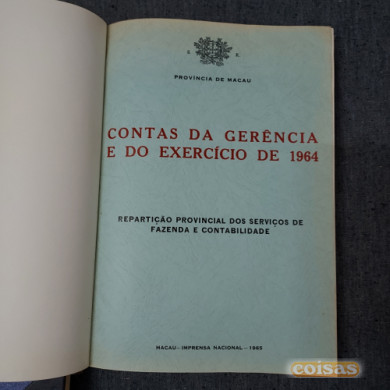 S. R.
PROVÍNCIA DE MACAU
CONTAS DA GERÊNCIA
E DO EXERCÍCIO DE 1964
REPARTIÇÃO PROVINCIAL DOS SERVIÇOS DE
FAZENDA E CONTABILIDADE
MACAU — IMPRENSA NACIONAL — 1965
coisas